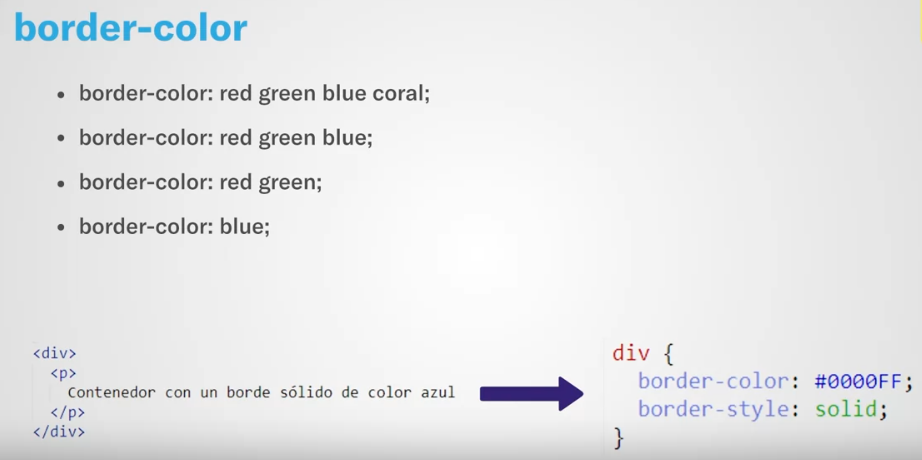 border-color
• border-color: red green blue coral;
• border-color: red green blue;
• border-color: red green;
• border-color: blue;
<div>
<p>
Contenedor con un borde sólido de color azul
</p>
</div>
div {
border-color: #0000FF;
border-style: solid;
}